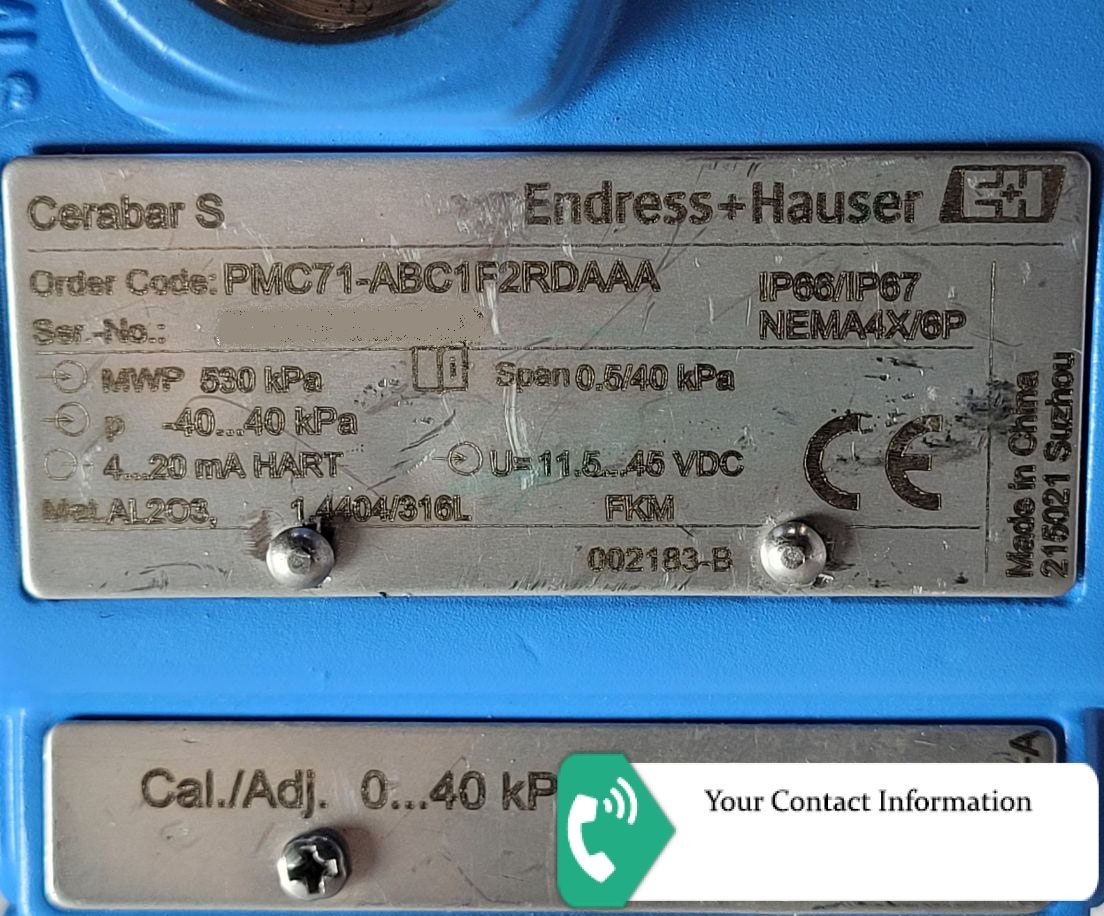 Cerabar S
Endress+Hauser
Order Code: PMC71-ABC1F2RDAAA
IP66/IP67
Ser.-No.:
NEMA4X/6P
MWP 530 kPa
Span 0.5/40 kPa
p -40...40 kPa
4...20 mA HART
U= 11.5...45 VDC
CE
Mat. AL2O3, 1.4404/316L FKM
002183-B
Made in China
215021 Suzhou
Cal./Adj. 0...40 kP
-A
Your Contact Information